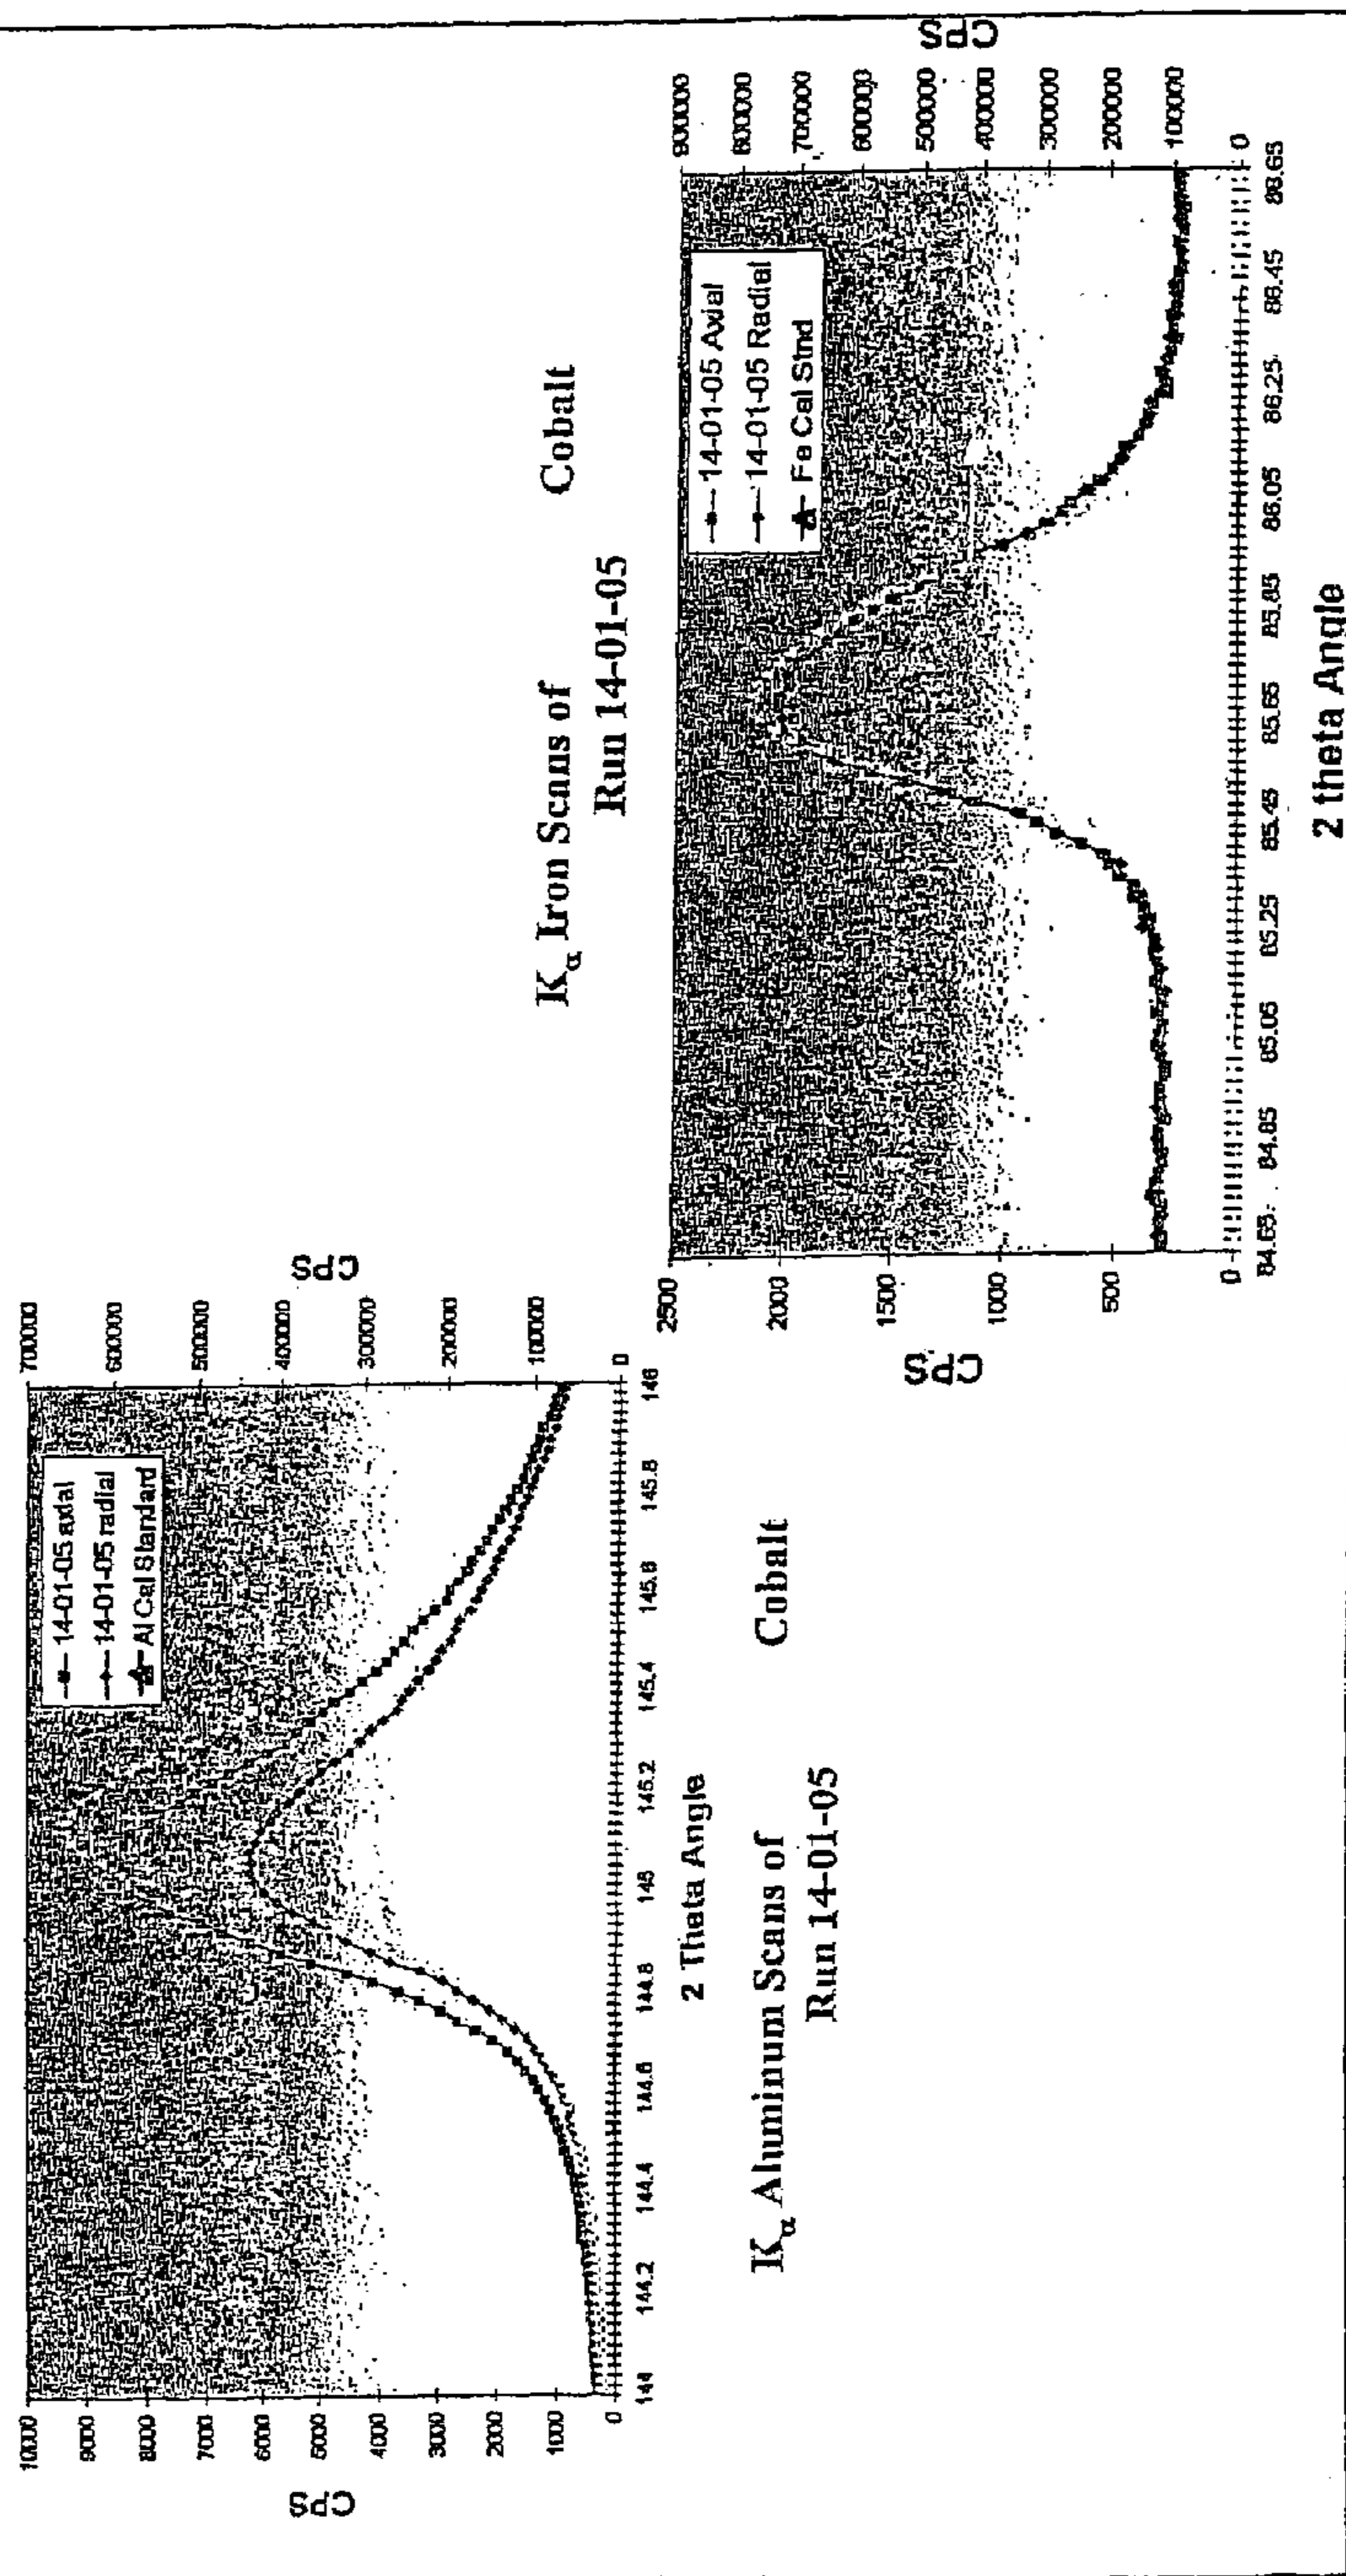 10000
9000
8000
7000
6000
5000
4000
3000
2000
1000
0
CPS
700000
600000
500000
400000
300000
200000
100000
0
CPS
14-01-05 axial
14-01-05 radial
Al Cal Standard
144 144.2 144.4 144.6 144.8 145 145.2 145.4 145.6 145.8 146
2 Theta Angle
Kα Aluminum Scans of Cobalt
Run 14-01-05
Kα Iron Scans of Cobalt
Run 14-01-05
2500
2000
1500
1000
500
0
CPS
900000
800000
700000
600000
500000
400000
300000
200000
100000
0
CPS
14-01-05 Axial
14-01-05 Radial
Fe Cal Stnd
84.65 84.85 85.05 85.25 85.45 85.65 85.85 86.05 86.25 86.45 86.65
2 theta Angle